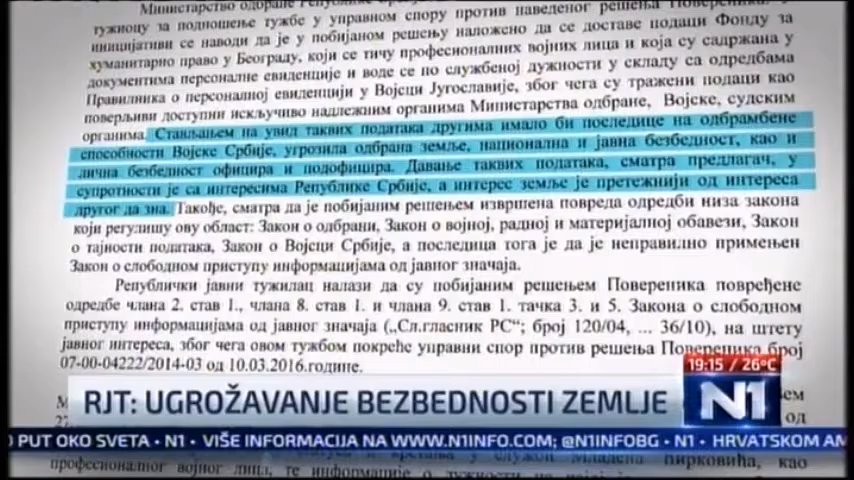 Министарство одбране Републике
тужиоцу за подношење тужбе у управном спору против наведеног решења Повереника. У
иницијативи се наводи да је у побијаном решењу наложено да се доставе подаци Фонду за
хуманитарно право у Београду, који се тичу професионалних војних лица и која су садржана у
документима персоналне евиденције и воде се по службеној дужности у складу са одредбама
Правилника о персоналној евиденцији у Војсци Југославије, због чега су тражени подаци као
поверљиви доступни искључиво надлежним органима Министарства одбране, Војске, судским
органима. Стављањем на увид таквих података другима имало би последице на одбрамбене
способности Војске Србије, угрозила одбрана земље, национална и јавна безбедност, као и
лична безбедност официра и подофицира. Давање таквих података, сматра предлагач, у
супротности је са интересима Републике Србије, а интерес земље је претежнији од интереса
другог да зна. Такође, сматра да је побијаним решењем извршена повреда одредби низа закона
који регулишу ову област: Закон о одбрани, Закон о војној, радној и материјалној обавези, Закон
о тајности података, Закон о Војсци Србије, а последица тога је да је неправилно примењен
Закон о слободном приступу информацијама од јавног значаја.
Републички јавни тужилац налази да су побијаним решењем Повереника повређене
одредбе члана 2. став 1., члана 8. став 1. и члана 9. став 1. тачка 3. и 5. Закона о слободном
приступу информацијама од јавног значаја („Сл.гласник РС“; број 120/04, ... 36/10), на штету
јавног интереса, због чега овом тужбом покреће управни спор против решења Повереника број
07-00-04222/2014-03 од 10.03.2016.године.
19:15 / 26°C
RJT: UGROŽAVANJE BEZBEDNOSTI ZEMLJE
N1
од
O PUT OKO SVETA • N1 • VIŠE INFORMACIJA NA WWW.N1INFO.COM; @N1INFOBG • N1 • HRVATSKOM AM
у служби Младена Цирковића, као
професионалног војног лица, те информације о